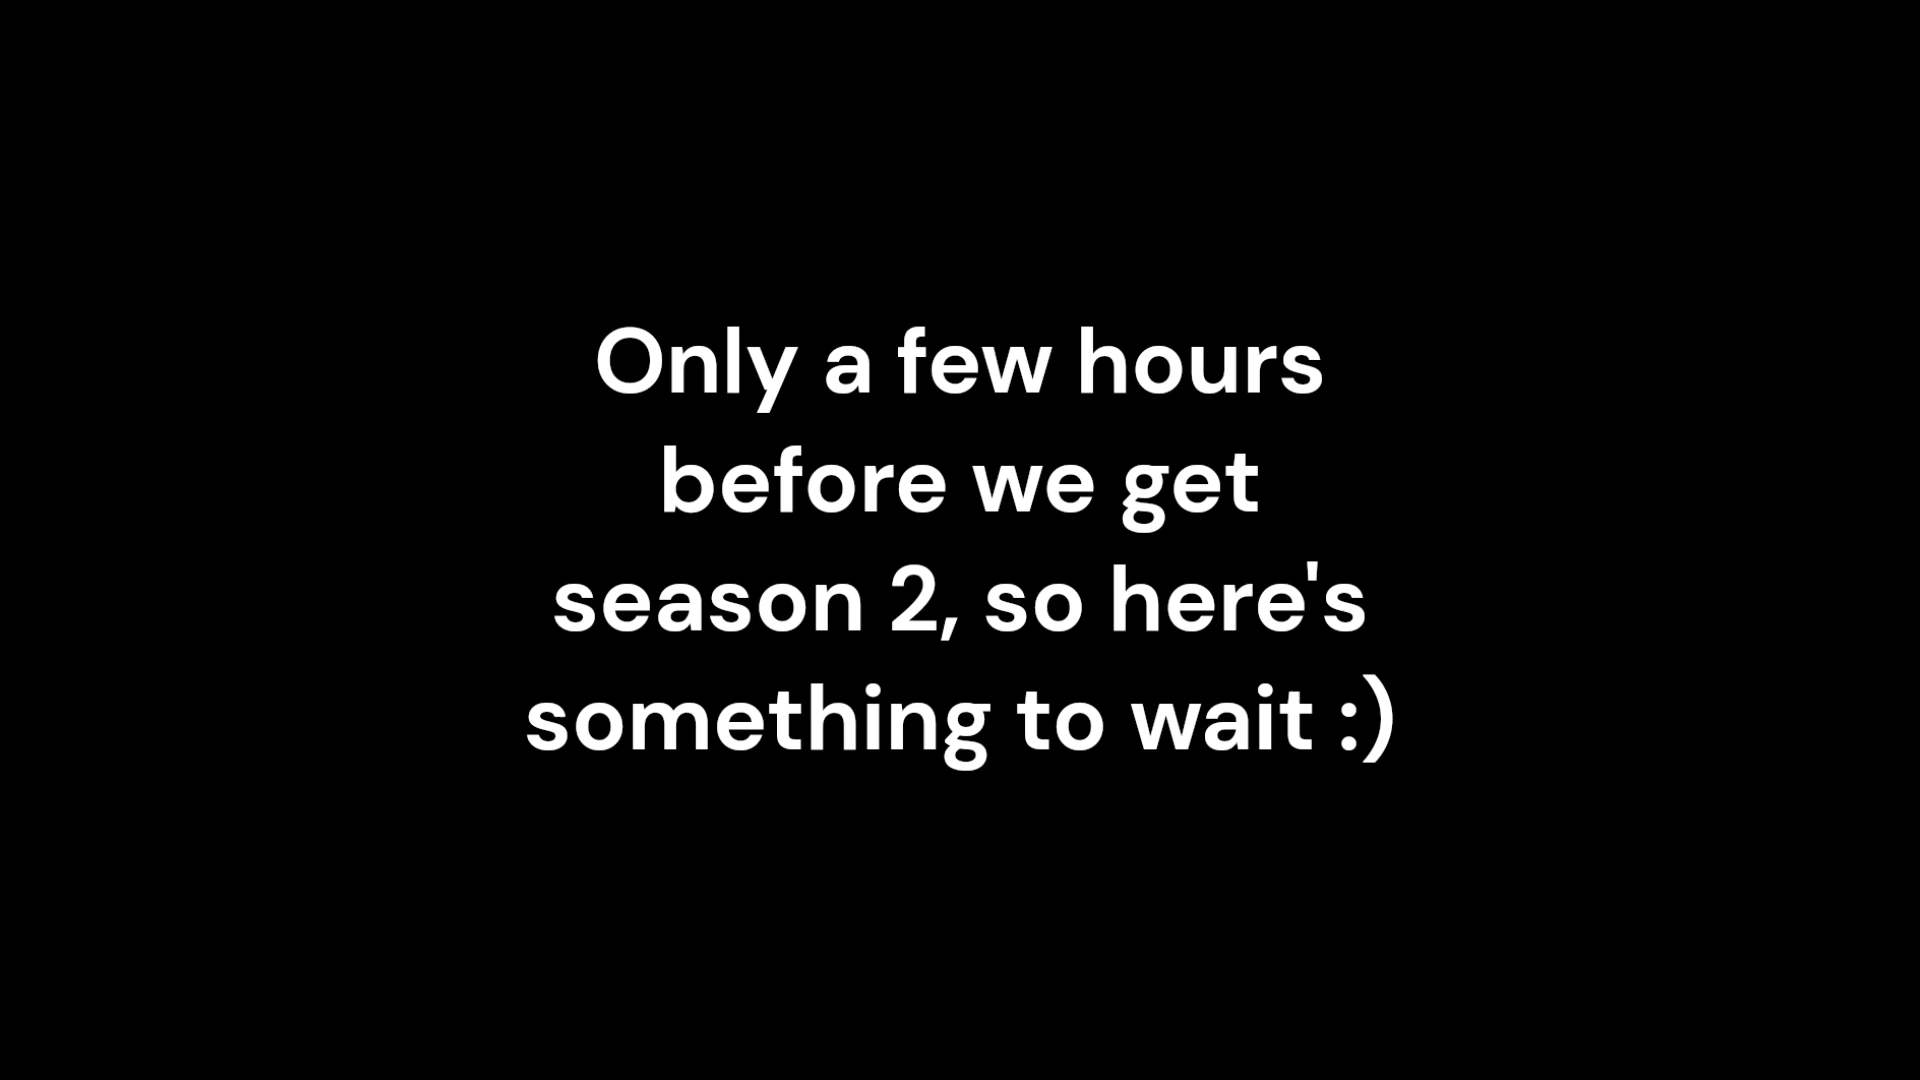 Only a few hours
before we get
season 2, so here's
something to wait :)